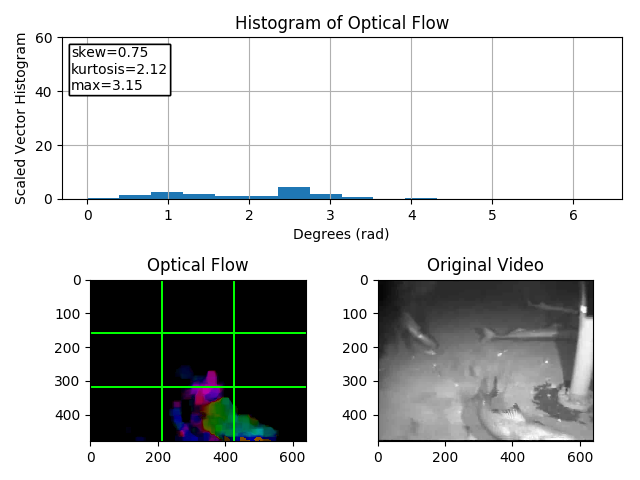 Histogram of Optical Flow
Scaled Vector Histogram
60
40
20
0
skew=0.75
kurtosis=2.12
max=3.15
0 1 2 3 4 5 6
Degrees (rad)
Optical Flow
0
100
200
300
400
0 200 400 600
Original Video
0
100
200
300
400
0 200 400 600